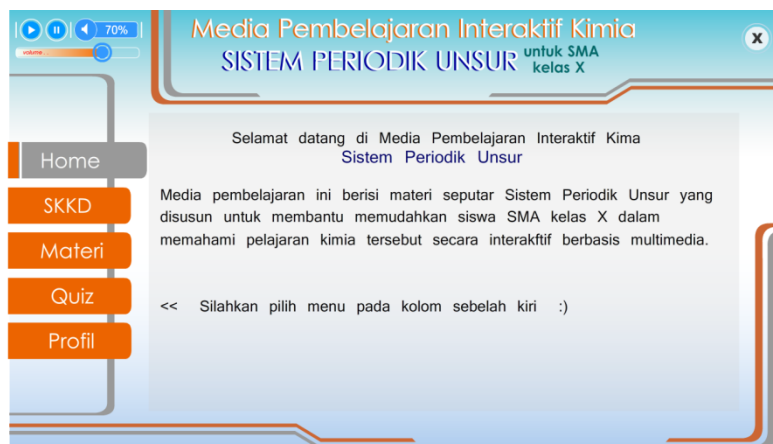 70%
volume
Media Pembelajaran Interaktif Kimia
SISTEM PERIODIK UNSUR untuk SMA
kelas X
X
Selamat datang di Media Pembelajaran Interaktif Kima
Sistem Periodik Unsur
Home
SKKD
Materi
Quiz
Profil
Media pembelajaran ini berisi materi seputar Sistem Periodik Unsur yang
disusun untuk membantu memudahkan siswa SMA kelas X dalam
memahami pelajaran kimia tersebut secara interakftif berbasis multimedia.
<< Silahkan pilih menu pada kolom sebelah kiri :)